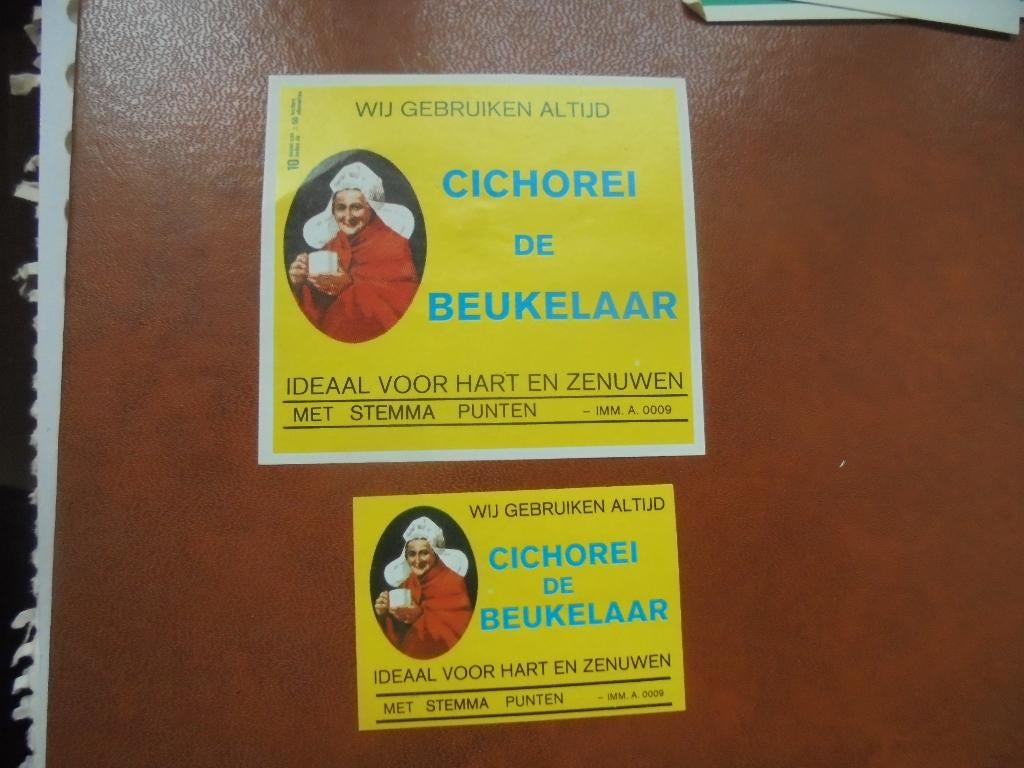 WIJ GEBRUIKEN ALTIJD
10
CICHOREI
DE
BEUKELAAR
IDEAAL VOOR HART EN ZENUWEN
MET STEMMA PUNTEN – IMM. A. 0009
WIJ GEBRUIKEN ALTIJD
CICHOREI
DE
BEUKELAAR
IDEAAL VOOR HART EN ZENUWEN
MET STEMMA PUNTEN – IMM. A. 0009